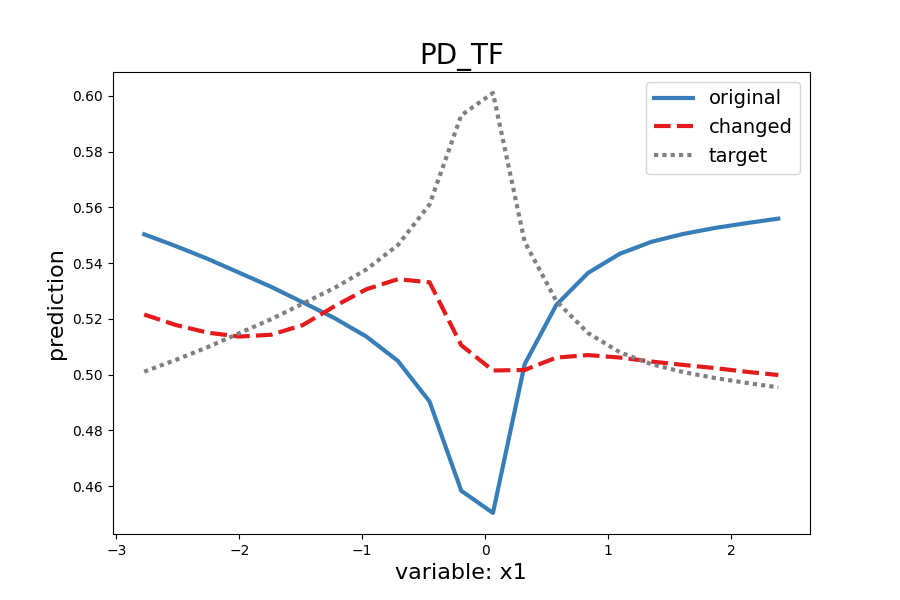 PD_TF
original
changed
target
prediction
0.60
0.58
0.56
0.54
0.52
0.50
0.48
0.46
−3
−2
−1
0
1
2
variable: x1